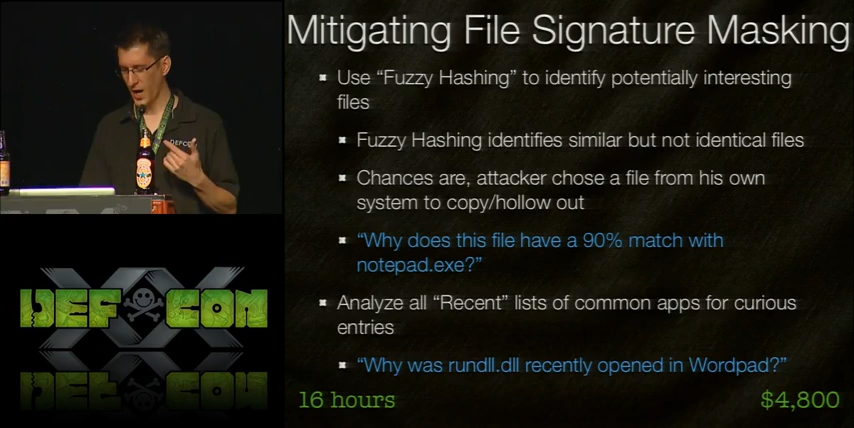 Mitigating File Signature Masking
Use “Fuzzy Hashing” to identify potentially interesting
files
Fuzzy Hashing identifies similar but not identical files
Chances are, attacker chose a file from his own
system to copy/hollow out
“Why does this file have a 90% match with
notepad.exe?”
Analyze all “Recent” lists of common apps for curious
entries
“Why was rundll.dll recently opened in Wordpad?”
16 hours
$4,800
DEFCON
XX
DEF CON